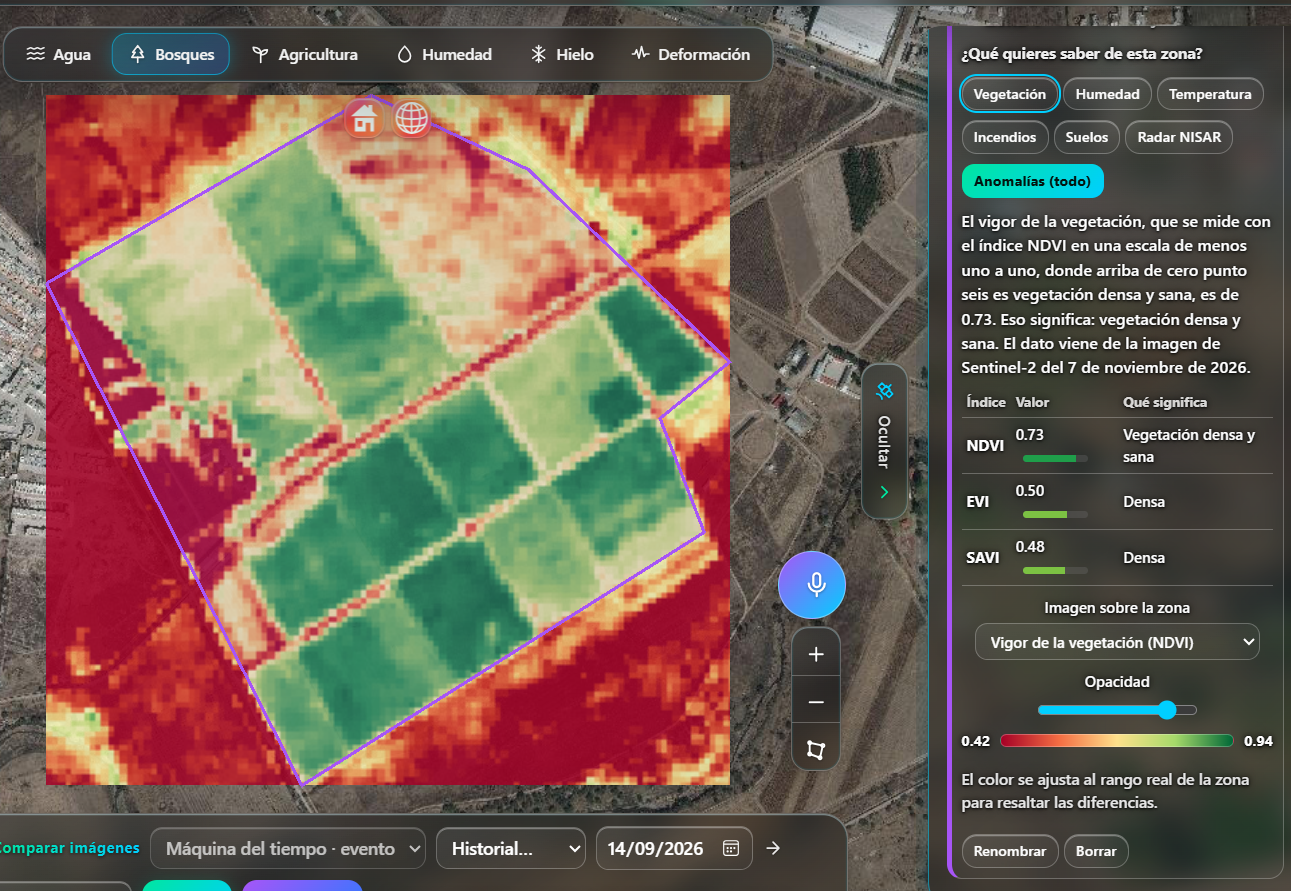 Agua
Bosques
Agricultura
Humedad
Hielo
Deformación
¿Qué quieres saber de esta zona?
Vegetación
Humedad
Temperatura
Incendios
Suelos
Radar NISAR
Anomalías (todo)
El vigor de la vegetación, que se mide con
el índice NDVI en una escala de menos
uno a uno, donde arriba de cero punto
seis es vegetación densa y sana, es de
0.73. Eso significa: vegetación densa y
sana. El dato viene de la imagen de
Sentinel-2 del 7 de noviembre de 2026.
Índice Valor Qué significa
NDVI 0.73 Vegetación densa y
sana
EVI 0.50 Densa
SAVI 0.48 Densa
Imagen sobre la zona
Vigor de la vegetación (NDVI)
Opacidad
0.42 0.94
El color se ajusta al rango real de la zona
para resaltar las diferencias.
Renombrar
Borrar
Ocultar
+
−
Comparar imágenes
Máquina del tiempo · evento
Historial...
14/09/2026